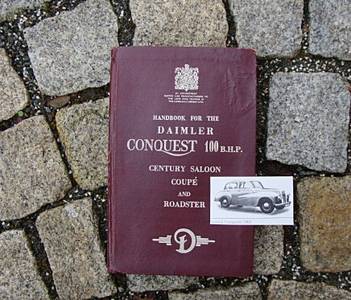 HANDBOOK FOR THE
DAIMLER
CONQUEST 100 B.H.P.
CENTURY SALOON
COUPÉ
AND
ROADSTER
D